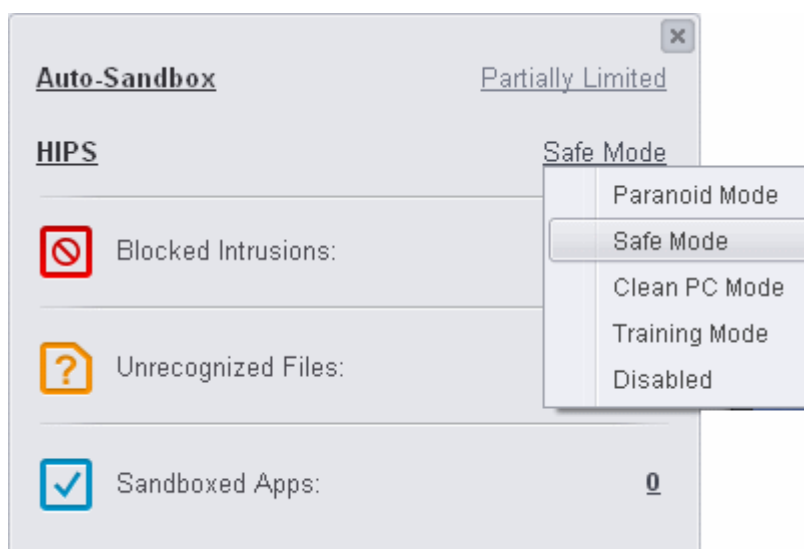 Auto-Sandbox Partially Limited
HIPS Safe Mode
Paranoid Mode
Safe Mode
Clean PC Mode
Training Mode
Disabled
Blocked Intrusions:
Unrecognized Files:
Sandboxed Apps: 0